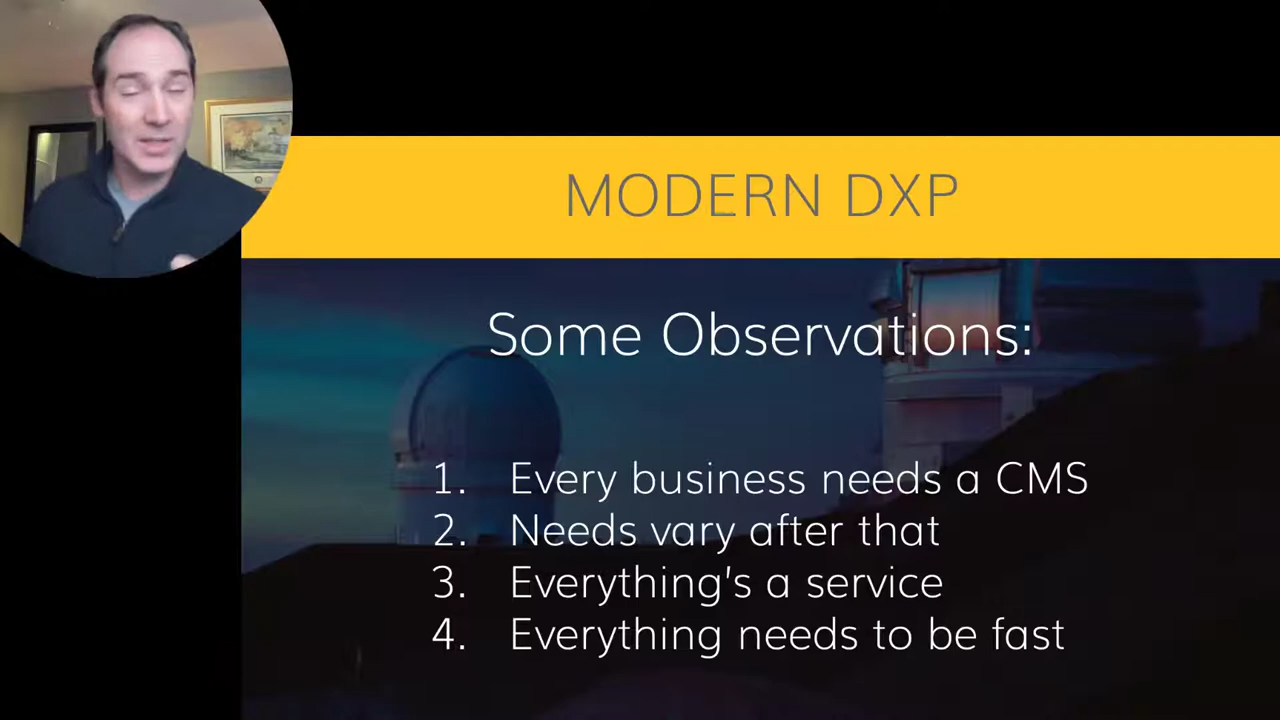 MODERN DXP
Some Observations:
1. Every business needs a CMS
2. Needs vary after that
3. Everything's a service
4. Everything needs to be fast